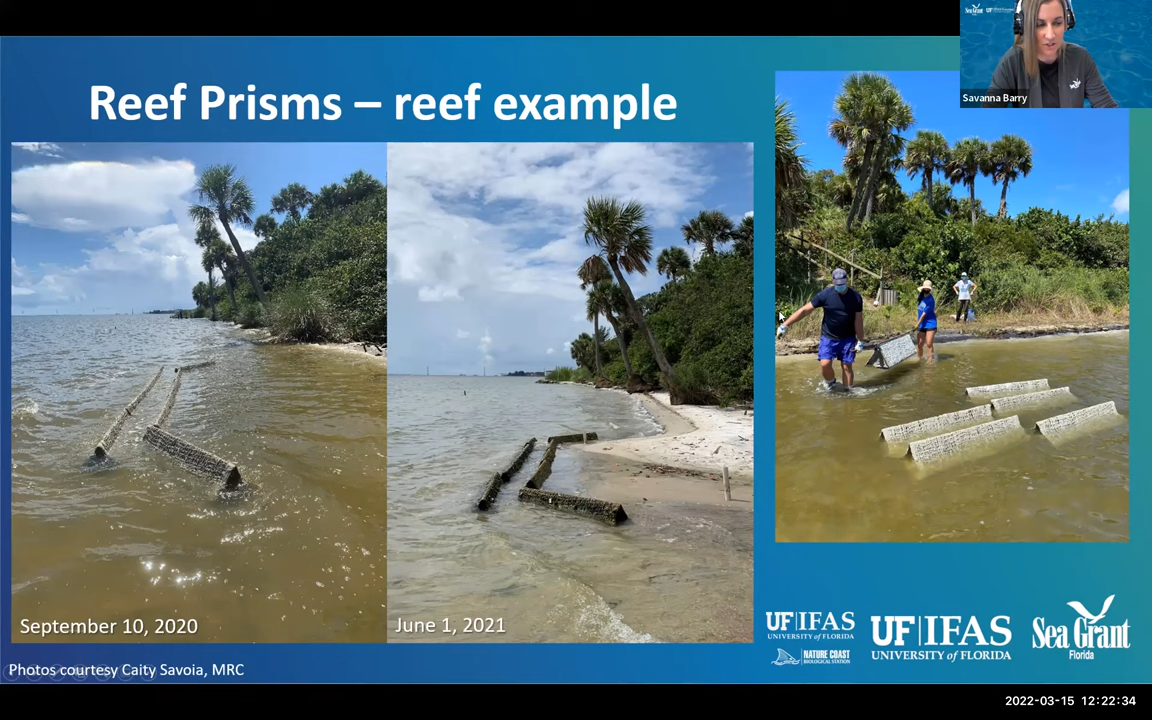 Reef Prisms – reef example
September 10, 2020
June 1, 2021
Photos courtesy Caity Savoia, MRC
Sea Grant
Savanna Barry
UF|IFAS
UNIVERSITY of FLORIDA
NATURE COAST
BIOLOGICAL STATION
UF|IFAS
UNIVERSITY of FLORIDA
Sea Grant
Florida
2022-03-15 12:22:34